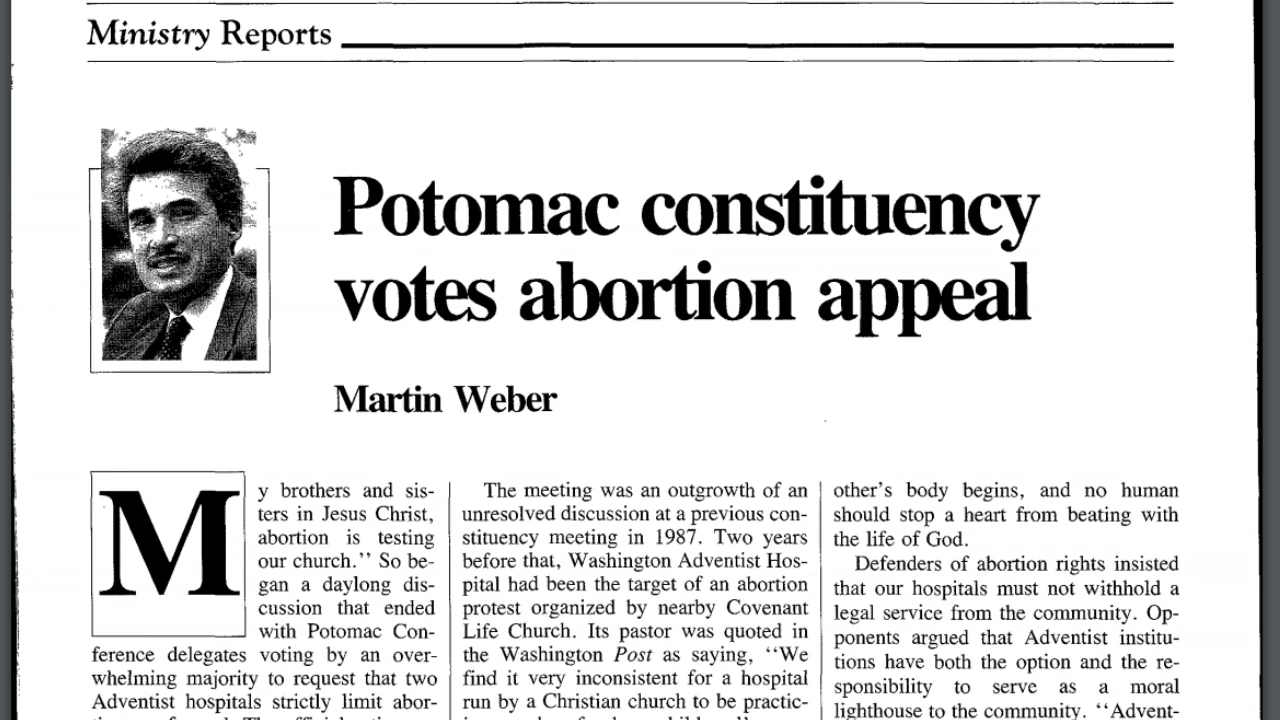 Ministry Reports
Potomac constituency
votes abortion appeal
Martin Weber
My brothers and sis-
ters in Jesus Christ,
abortion is testing
our church.'' So be-
gan a daylong dis-
cussion that ended
with Potomac Con-
ference delegates voting by an over-
whelming majority to request that two
Adventist hospitals strictly limit abor-
The meeting was an outgrowth of an
unresolved discussion at a previous con-
stituency meeting in 1987. Two years
before that, Washington Adventist Hos-
pital had been the target of an abortion
protest organized by nearby Covenant
Life Church. Its pastor was quoted in
the Washington Post as saying, ''We
find it very inconsistent for a hospital
run by a Christian church to be practic-
other's body begins, and no human
should stop a heart from beating with
the life of God.
Defenders of abortion rights insisted
that our hospitals must not withhold a
legal service from the community. Op-
ponents argued that Adventist institu-
tions have both the option and the re-
sponsibility to serve as a moral
lighthouse to the community. ''Advent-